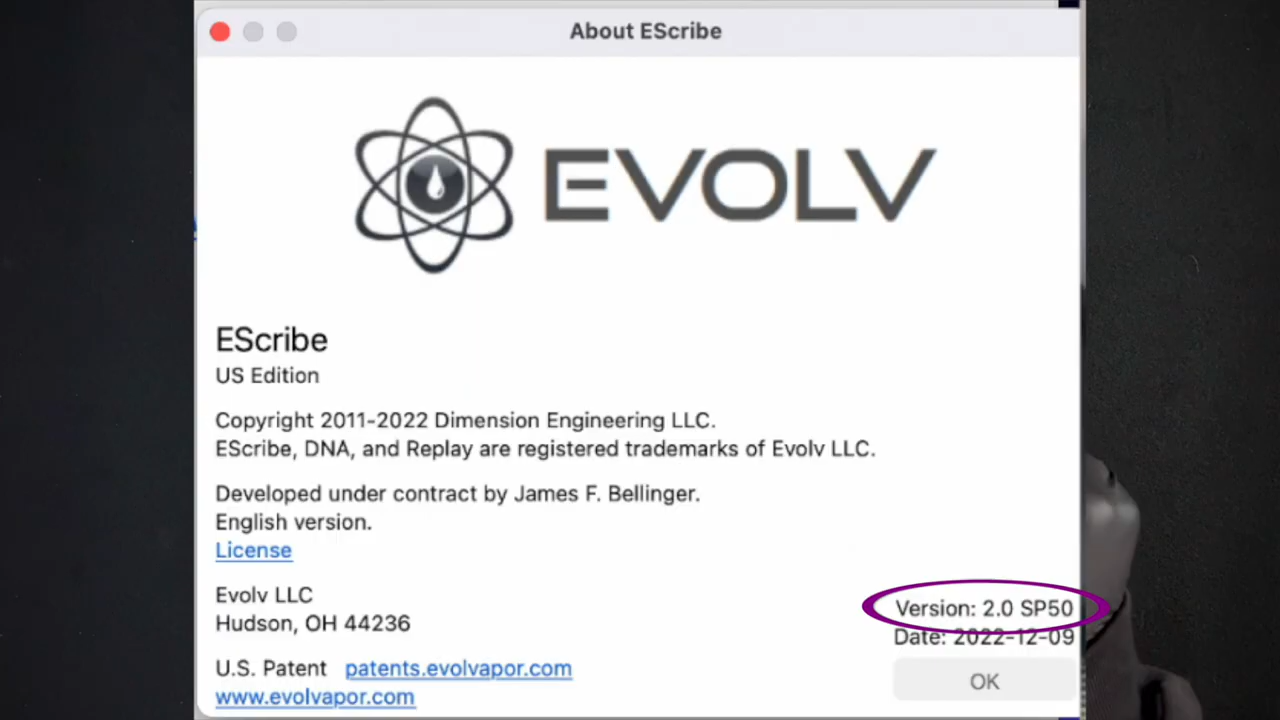 About EScribe
EVOLV
EScribe
US Edition
Copyright 2011-2022 Dimension Engineering LLC.
EScribe, DNA, and Replay are registered trademarks of Evolv LLC.
Developed under contract by James F. Bellinger.
English version.
License
Evolv LLC
Hudson, OH 44236
Version: 2.0 SP50
Date: 2022-12-09
U.S. Patent patents.evolvapor.com
www.evolvapor.com
OK